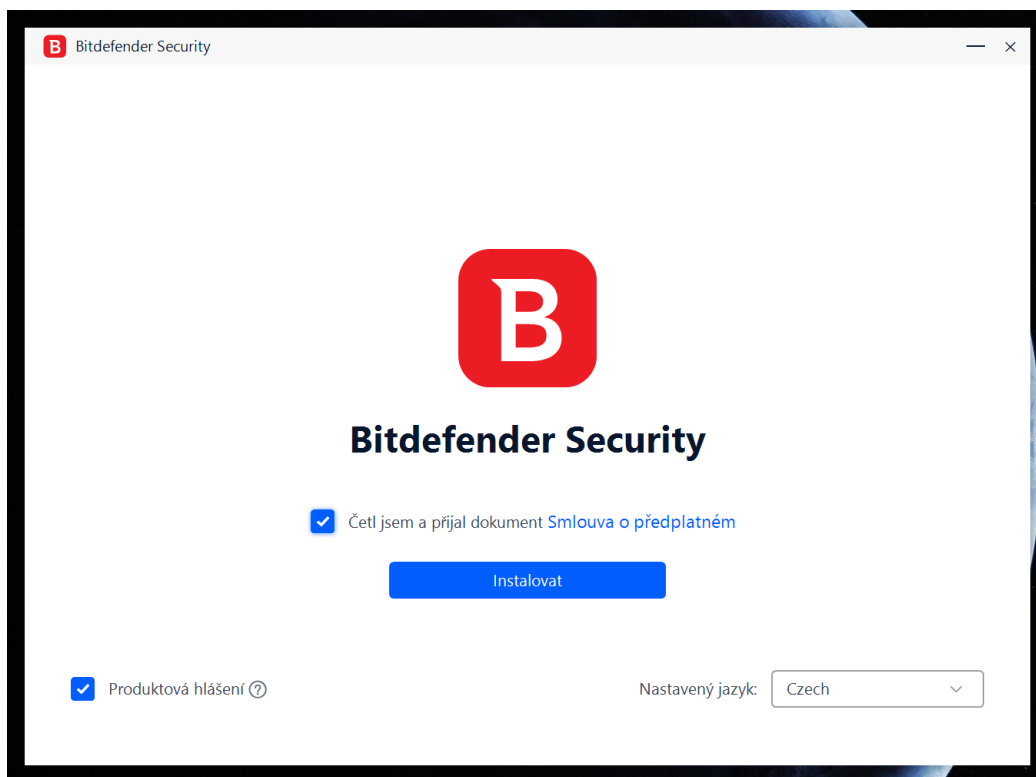 Bitdefender Security
Bitdefender Security
Četl jsem a přijal dokument Smlouva o předplatném
Instalovat
Produktová hlášení
Nastavený jazyk: Czech